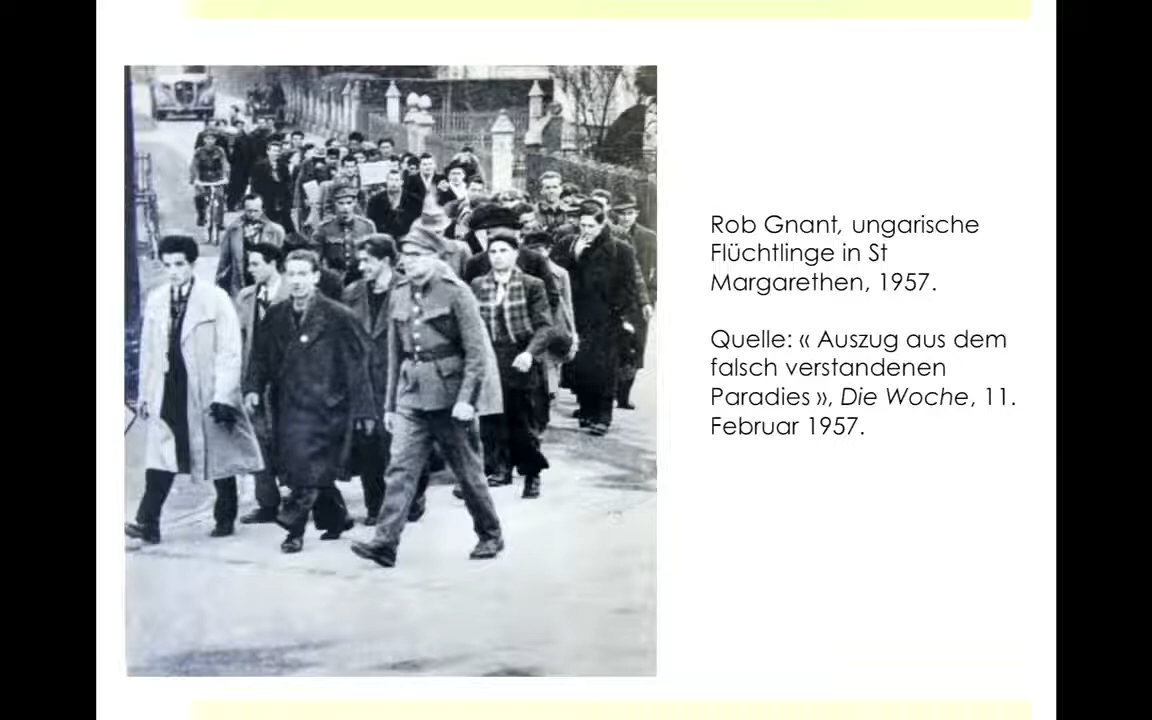 Rob Gnant, ungarische
Flüchtlinge in St
Margarethen, 1957.
Quelle: « Auszug aus dem
falsch verstandenen
Paradies », Die Woche, 11.
Februar 1957.